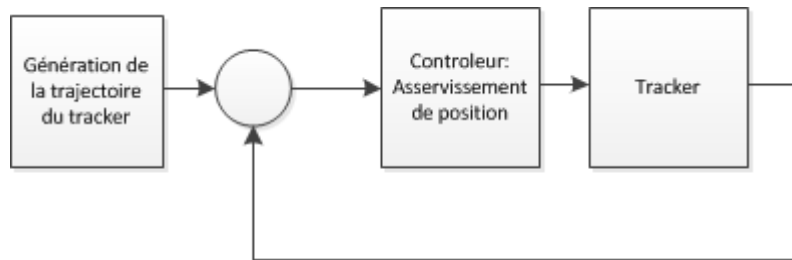 Génération de
la trajectoire
du tracker
Controleur:
Asservissement
de position
Tracker